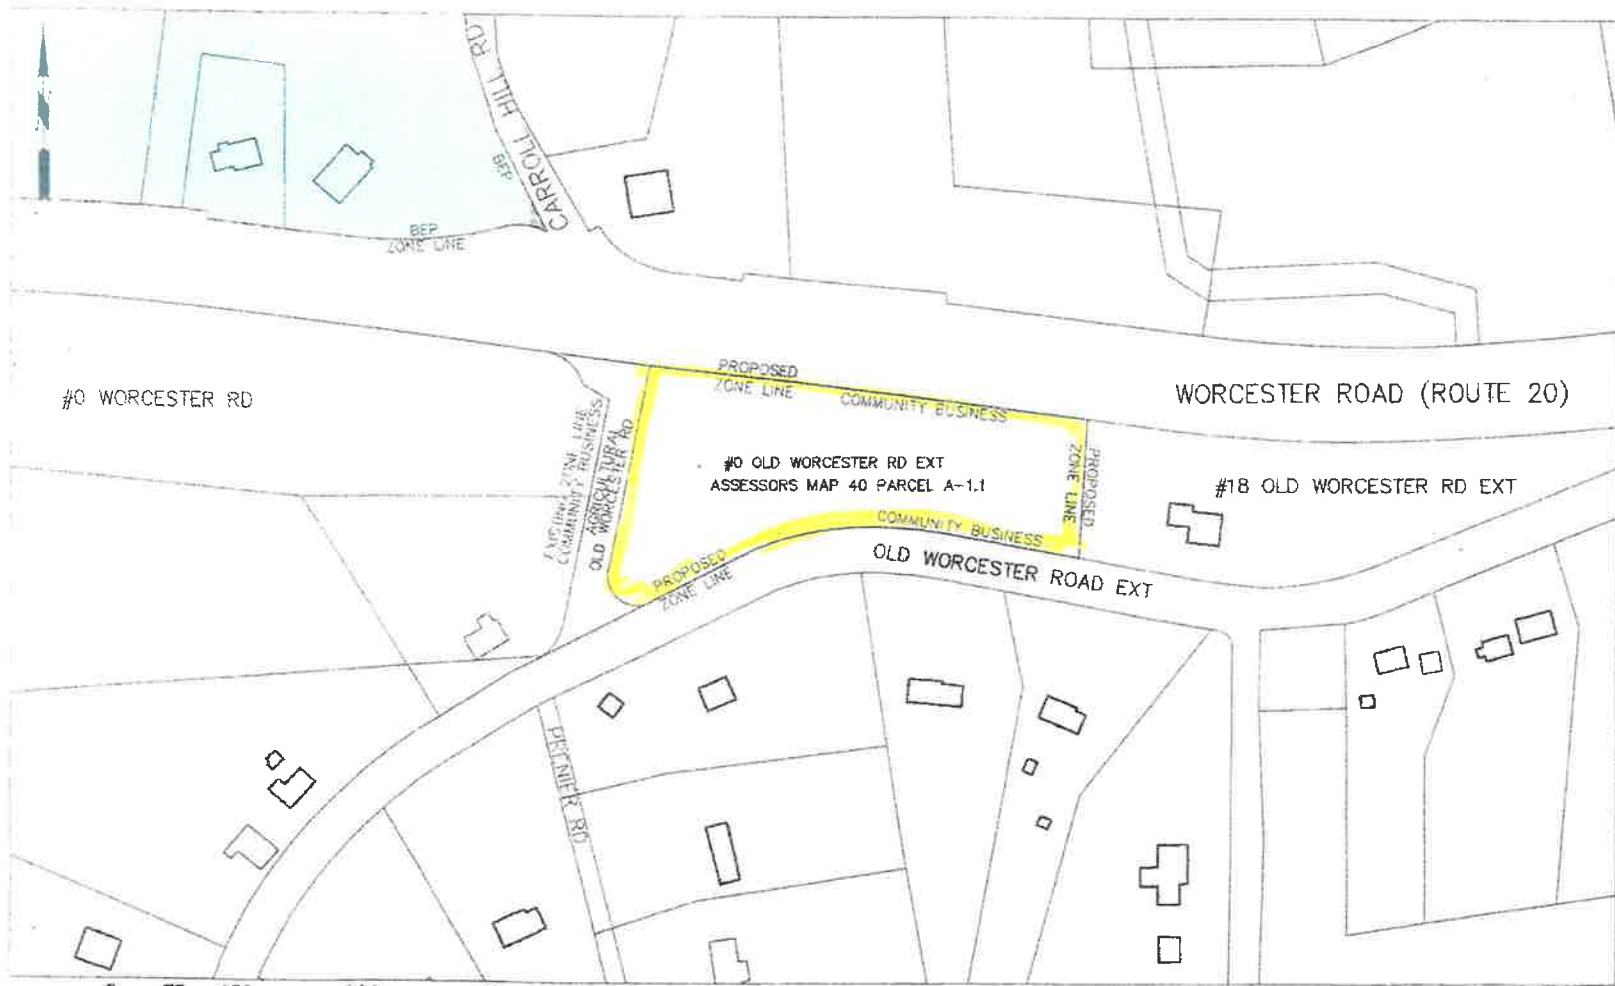 CARROLL HILL RD
BEP
BEP
ZONE LINE
#0 WORCESTER RD
PROPOSED
ZONE LINE
COMMUNITY BUSINESS
WORCESTER ROAD (ROUTE 20)
EXISTING ZONE LINE
COMMUNITY BUSINESS
AGRICULTURAL
OLD WORCESTER RD
#0 OLD WORCESTER RD EXT
ASSESSORS MAP 40 PARCEL A-1.1
PROPOSED
ZONE LINE
#18 OLD WORCESTER RD EXT
COMMUNITY BUSINESS
PROPOSED
ZONE LINE
OLD WORCESTER ROAD EXT